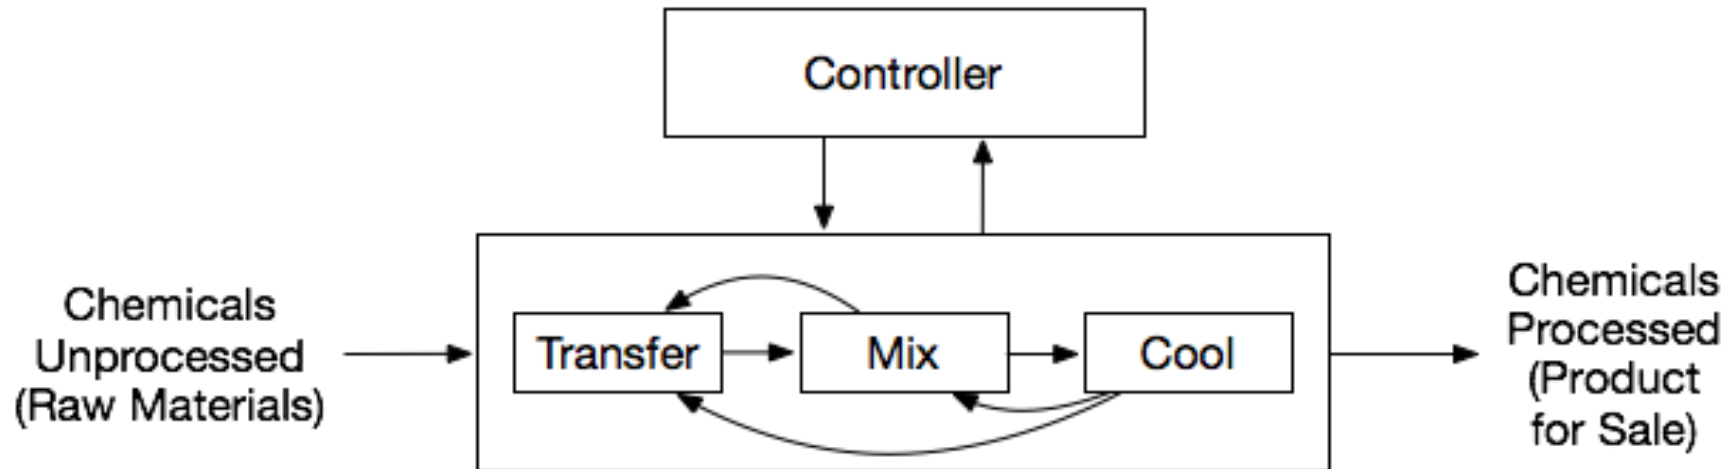 Controller
Chemicals
Unprocessed
(Raw Materials)
Transfer
Mix
Cool
Chemicals
Processed
(Product
for Sale)